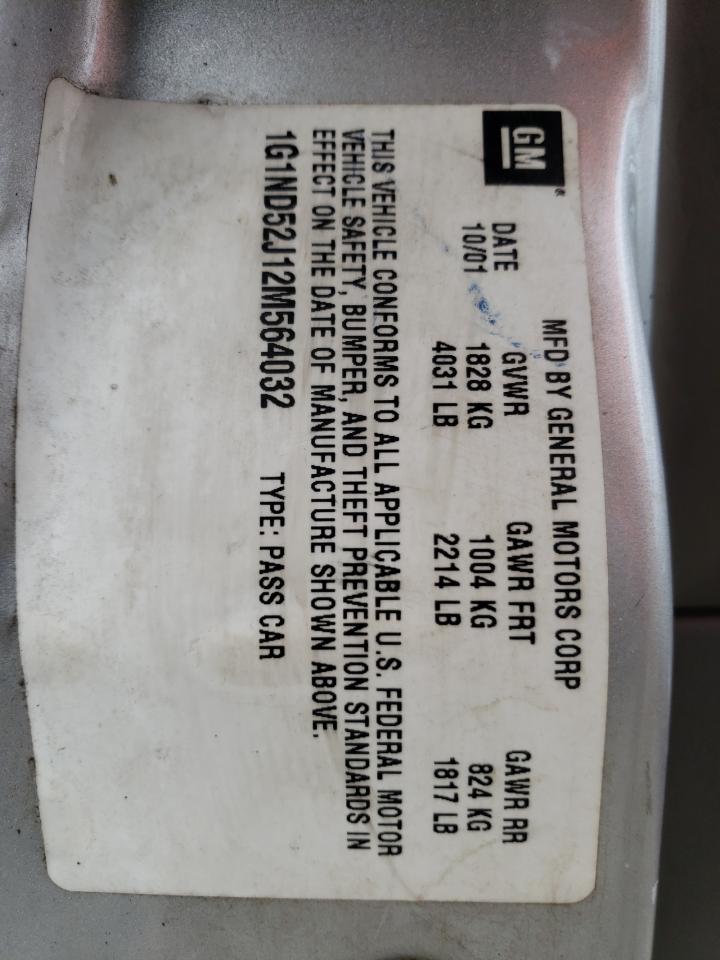 GM®
MFD BY GENERAL MOTORS CORP
DATE GVWR GAWR FRT GAWR RR
10/01 1828 KG 1004 KG 824 KG
4031 LB 2214 LB 1817 LB
THIS VEHICLE CONFORMS TO ALL APPLICABLE U.S. FEDERAL MOTOR
VEHICLE SAFETY, BUMPER, AND THEFT PREVENTION STANDARDS IN
EFFECT ON THE DATE OF MANUFACTURE SHOWN ABOVE.
1G1ND52J12M564032 TYPE: PASS CAR